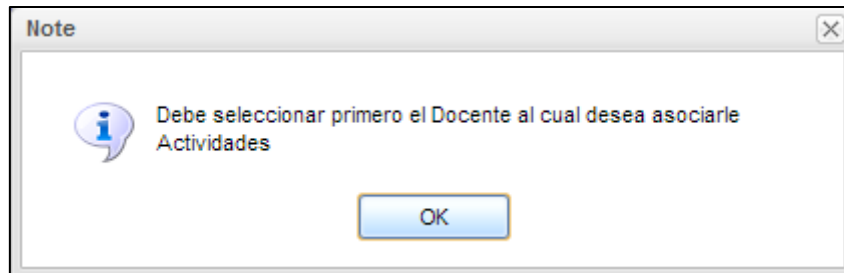 Note
Debe seleccionar primero el Docente al cual desea asociarle
Actividades
OK